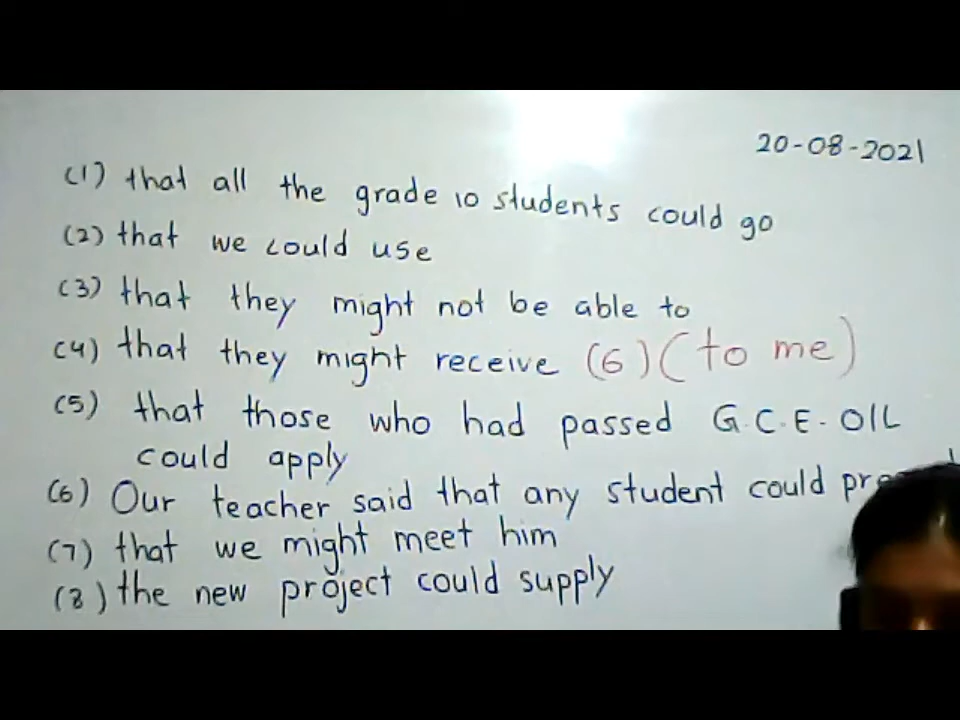 20-08-2021
(1) that all the grade 10 students could go
(2) that we could use
(3) that they might not be able to
(4) that they might receive (6) (to me)
(5) that those who had passed G.C.E. O/L
could apply
(6) Our teacher said that any student could
(7) that we might meet him
(8) the new project could supply